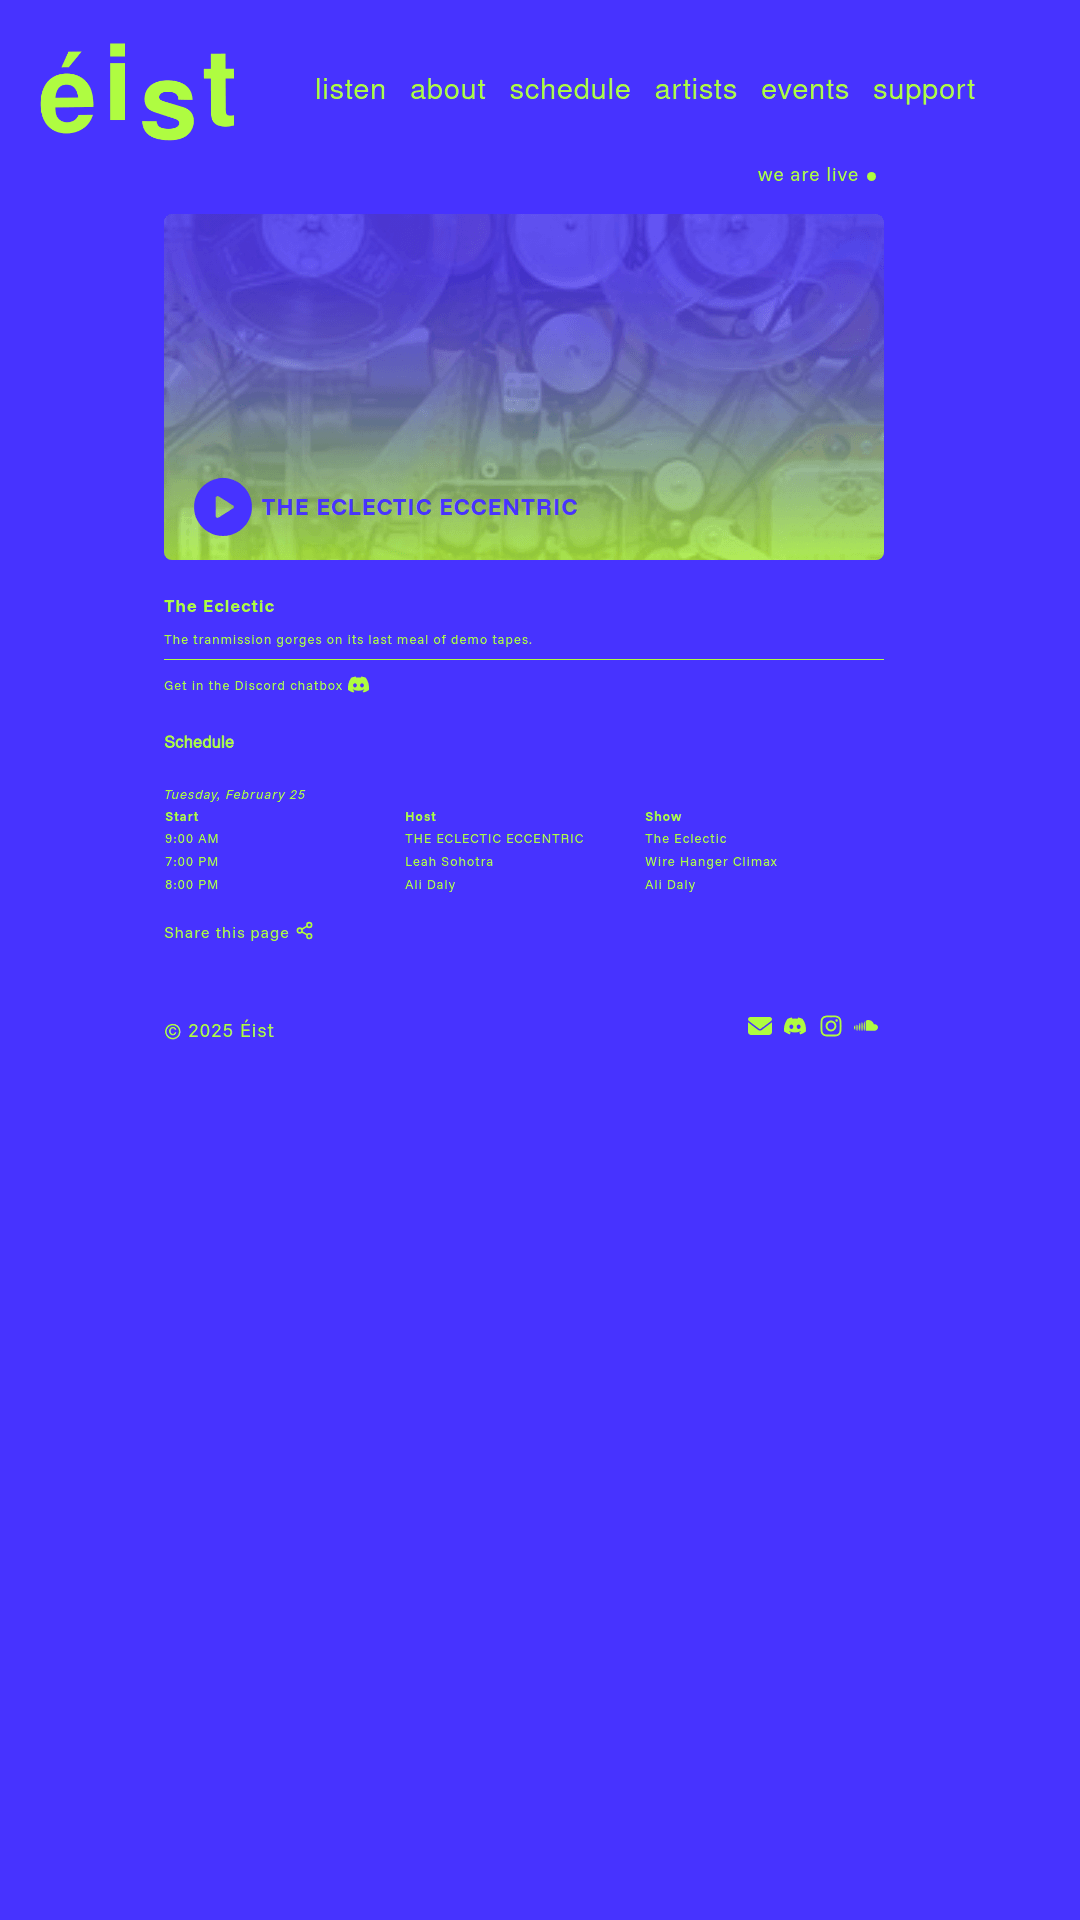 éist
listen about schedule artists events support
we are live
THE ECLECTIC ECCENTRIC
The Eclectic
The tranmission gorges on its last meal of demo tapes.
Get in the Discord chatbox
Schedule
Tuesday, February 25
Start Host Show
9:00 AM THE ECLECTIC ECCENTRIC The Eclectic
7:00 PM Leah Sohotra Wire Hanger Climax
8:00 PM Ali Daly Ali Daly
Share this page
© 2025 Éist